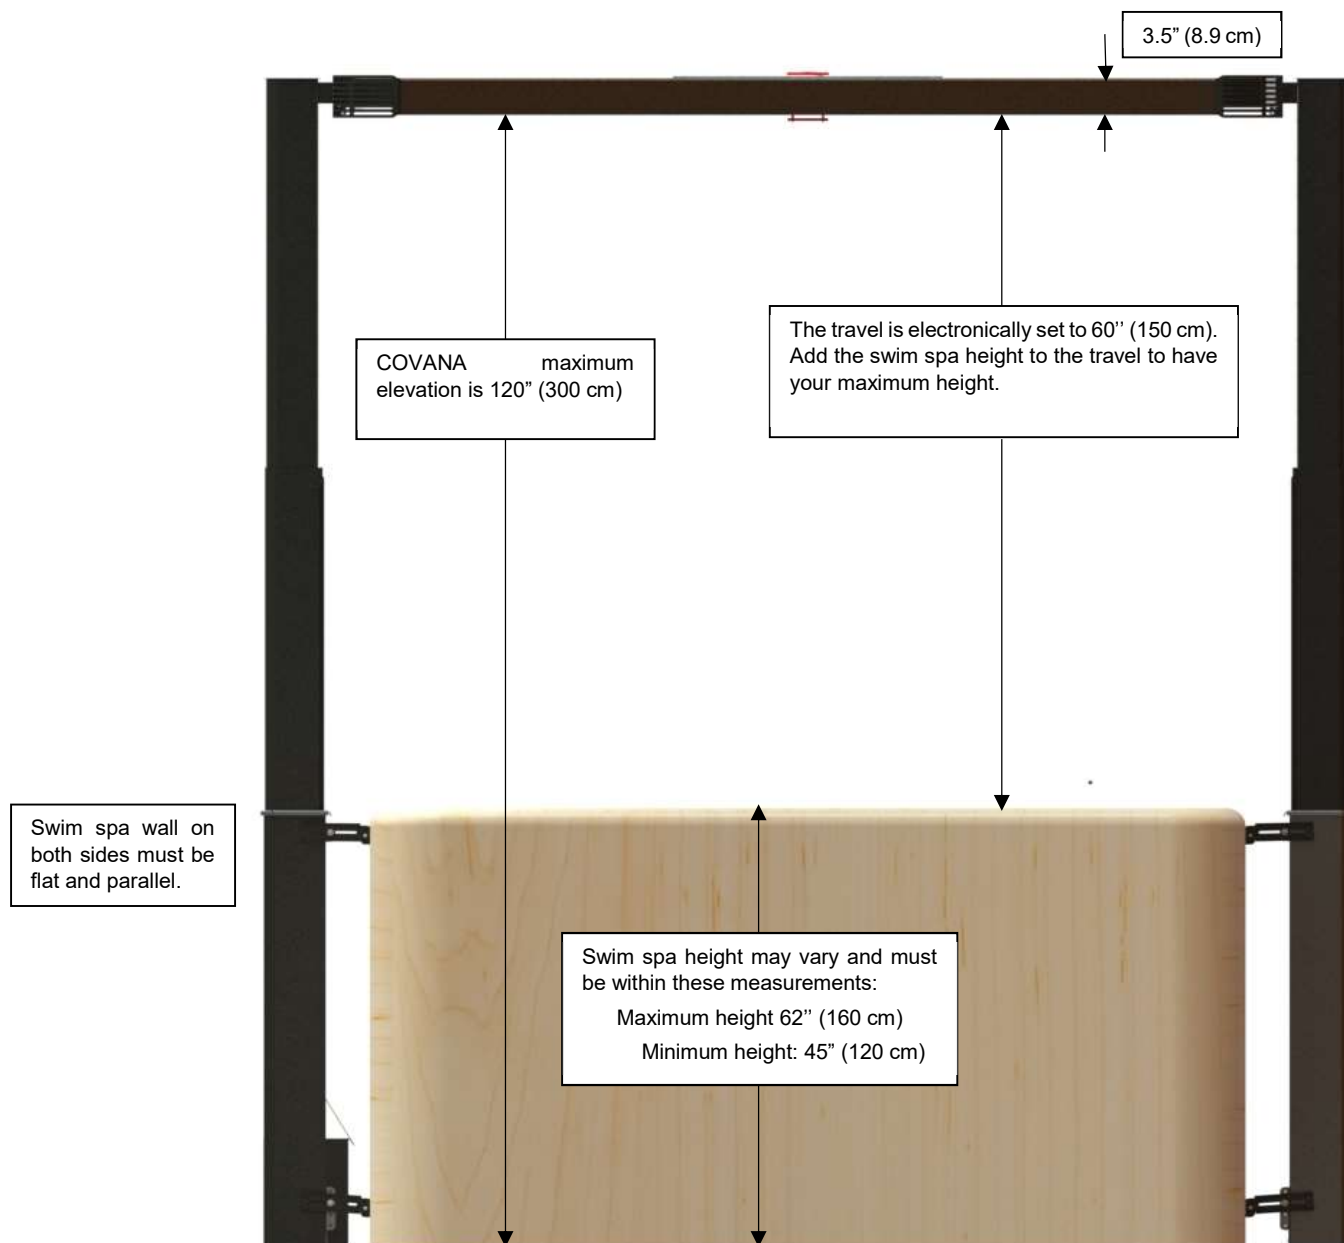 3.5” (8.9 cm)
The travel is electronically set to 60’’ (150 cm).
Add the swim spa height to the travel to have
your maximum height.
COVANA maximum
elevation is 120” (300 cm)
Swim spa wall on
both sides must be
flat and parallel.
Swim spa height may vary and must
be within these measurements:
Maximum height 62’’ (160 cm)
Minimum height: 45” (120 cm)